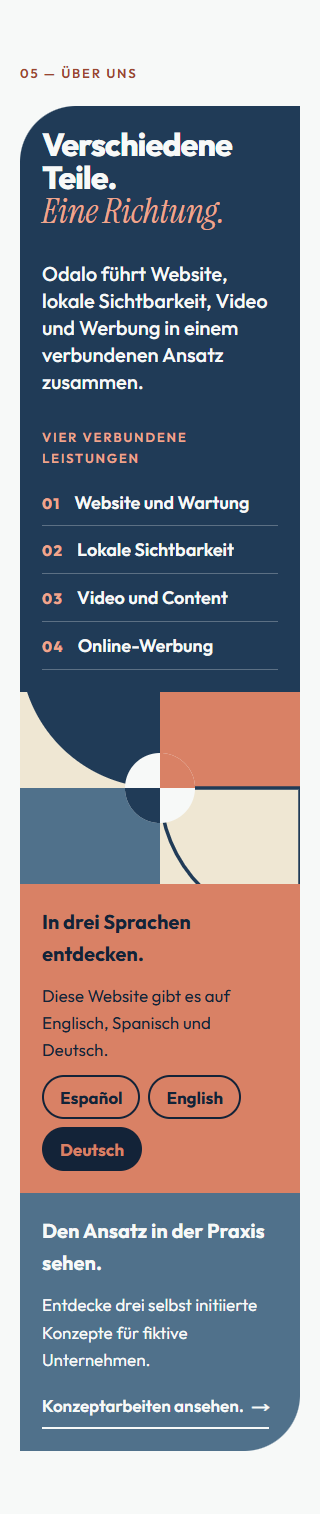 05 — ÜBER UNS
Verschiedene
Teile.
Eine Richtung.
Odalo führt Website,
lokale Sichtbarkeit, Video
und Werbung in einem
verbundenen Ansatz
zusammen.
VIER VERBUNDENE
LEISTUNGEN
01 Website und Wartung
02 Lokale Sichtbarkeit
03 Video und Content
04 Online-Werbung
In drei Sprachen
entdecken.
Diese Website gibt es auf
Englisch, Spanisch und
Deutsch.
Español English
Deutsch
Den Ansatz in der Praxis
sehen.
Entdecke drei selbst initiierte
Konzepte für fiktive
Unternehmen.
Konzeptarbeiten ansehen. →